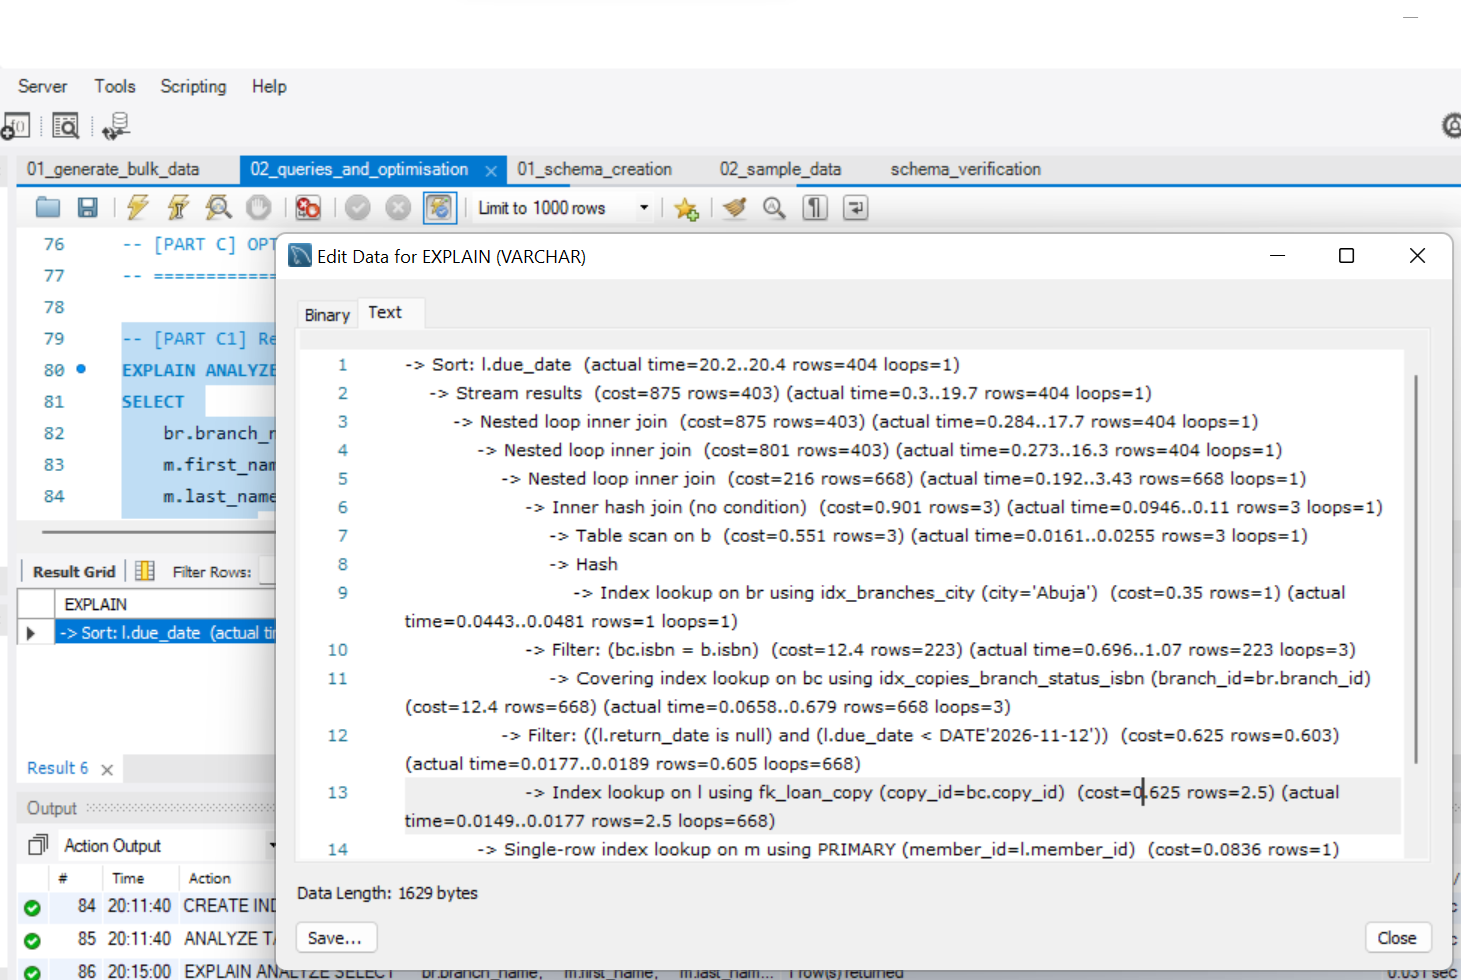 Server Tools Scripting Help
01_generate_bulk_data 02_queries_and_optimisation 01_schema_creation 02_sample_data schema_verification
Limit to 1000 rows
76 -- [PART C] OPT
77 -- ============
78
79 -- [PART C1] Re
80 EXPLAIN ANALYZE
81 SELECT
82 br.branch_n
83 m.first_nam
84 m.last_name
Edit Data for EXPLAIN (VARCHAR)
Binary Text
1 -> Sort: l.due_date (actual time=20.2..20.4 rows=404 loops=1)
2 -> Stream results (cost=875 rows=403) (actual time=0.3..19.7 rows=404 loops=1)
3 -> Nested loop inner join (cost=875 rows=403) (actual time=0.284..17.7 rows=404 loops=1)
4 -> Nested loop inner join (cost=801 rows=403) (actual time=0.273..16.3 rows=404 loops=1)
5 -> Nested loop inner join (cost=216 rows=668) (actual time=0.192..3.43 rows=668 loops=1)
6 -> Inner hash join (no condition) (cost=0.901 rows=3) (actual time=0.0946..0.11 rows=3 loops=1)
7 -> Table scan on b (cost=0.551 rows=3) (actual time=0.0161..0.0255 rows=3 loops=1)
8 -> Hash
9 -> Index lookup on br using idx_branches_city (city='Abuja') (cost=0.35 rows=1) (actual
time=0.0443..0.0481 rows=1 loops=1)
10 -> Filter: (bc.isbn = b.isbn) (cost=12.4 rows=223) (actual time=0.696..1.07 rows=223 loops=3)
11 -> Covering index lookup on bc using idx_copies_branch_status_isbn (branch_id=br.branch_id)
(cost=12.4 rows=668) (actual time=0.0658..0.679 rows=668 loops=3)
12 -> Filter: ((l.return_date is null) and (l.due_date < DATE'2026-11-12')) (cost=0.625 rows=0.603)
(actual time=0.0177..0.0189 rows=0.605 loops=668)
13 -> Index lookup on l using fk_loan_copy (copy_id=bc.copy_id) (cost=0.625 rows=2.5) (actual
time=0.0149..0.0177 rows=2.5 loops=668)
14 -> Single-row index lookup on m using PRIMARY (member_id=l.member_id) (cost=0.0836 rows=1)
Data Length: 1629 bytes
Save... Close
Result Grid Filter Rows:
EXPLAIN
-> Sort: l.due_date (actual ti
Result 6
Output
Action Output
# Time Action
84 20:11:40 CREATE IND
85 20:11:40 ANALYZE TA
86 20:15:00 EXPLAIN ANALYZE SELECT br.branch_name, m.first_name, m.last_nam... 1 row(s) returned 0.031 sec